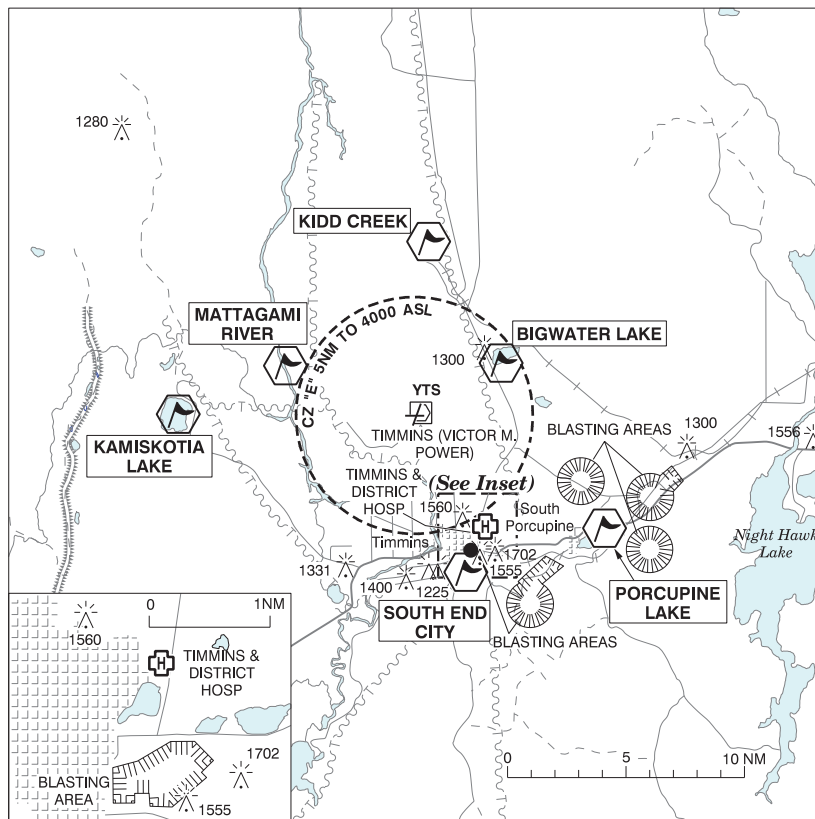 1280
KIDD CREEK
MATTAGAMI
RIVER
CZ "E" 5NM TO 4000 ASL
1300
BIGWATER LAKE
YTS
TIMMINS (VICTOR M.
POWER)
KAMISKOTIA
LAKE
BLASTING AREAS
1300
1556
TIMMINS &
DISTRICT
HOSP
(See Inset)
1560
H
South
Porcupine
Timmins
Night Hawk
Lake
1702
1555
1331
1400
1225
SOUTH END
CITY
PORCUPINE
LAKE
BLASTING AREAS
0
1NM
1560
H
TIMMINS &
DISTRICT
HOSP
1702
BLASTING
AREA
1555
0
5
10 NM